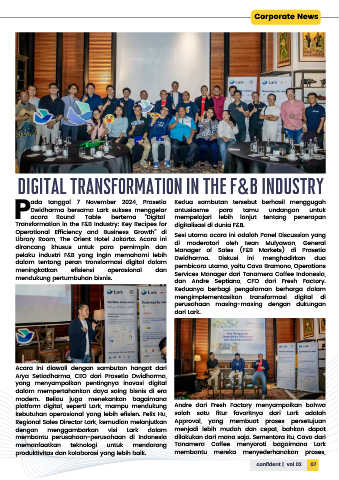 Corporate News
DIGITAL TRANSFORMATION IN THE F&B INDUSTRY
Pada tanggal 7 November 2024, Prasetia
Dwidharma bersama Lark sukses menggelar
acara Round Table bertema "Digital
Transformation in the F&B Industry: Key Recipes for
Operational Efficiency and Business Growth" di
Library Room, The Orient Hotel Jakarta. Acara ini
dirancang khusus untuk para pemimpin dan
pelaku industri F&B yang ingin memahami lebih
dalam tentang peran transformasi digital dalam
meningkatkan efisiensi operasional dan
mendukung pertumbuhan bisnis.
Acara ini diawali dengan sambutan hangat dari
Arya Setiadharma, CEO dari Prasetia Dwidharma,
yang menyampaikan pentingnya inovasi digital
dalam mempertahankan daya saing bisnis di era
modern. Beliau juga menekankan bagaimana
platform digital, seperti Lark, mampu mendukung
kebutuhan operasional yang lebih efisien. Felix Hu,
Regional Sales Director Lark, kemudian melanjutkan
dengan menggambarkan visi Lark dalam
membantu perusahaan-perusahaan di Indonesia
memanfaatkan teknologi untuk mendorong
produktivitas dan kolaborasi yang lebih baik.
Kedua sambutan tersebut berhasil menggugah
antusiasme para tamu undangan untuk
mempelajari lebih lanjut tentang penerapan
digitalisasi di dunia F&B.
Sesi utama acara ini adalah Panel Discussion yang
di moderatori oleh Iwan Mulyawan, General
Manager of Sales (F&B Markets) di Prasetia
Dwidharma. Diskusi ini menghadirkan dua
pembicara utama, yaitu Cava Gramona, Operations
Services Manager dari Tanamera Coffee Indonesia,
dan Andre Septiano, CFO dari Fresh Factory.
Keduanya berbagi pengalaman berharga dalam
mengimplementasikan transformasi digital di
perusahaan masing-masing dengan dukungan
dari Lark.
Andre dari Fresh Factory menyampaikan bahwa
salah satu fitur favoritnya dari Lark adalah
Approval, yang membuat proses persetujuan
menjadi lebih mudah dan cepat, bahkan dapat
dilakukan dari mana saja. Sementara itu, Cava dari
Tanamera Coffee menyoroti bagaimana Lark
membantu mereka menyederhanakan proses,
confident | vol 03 07